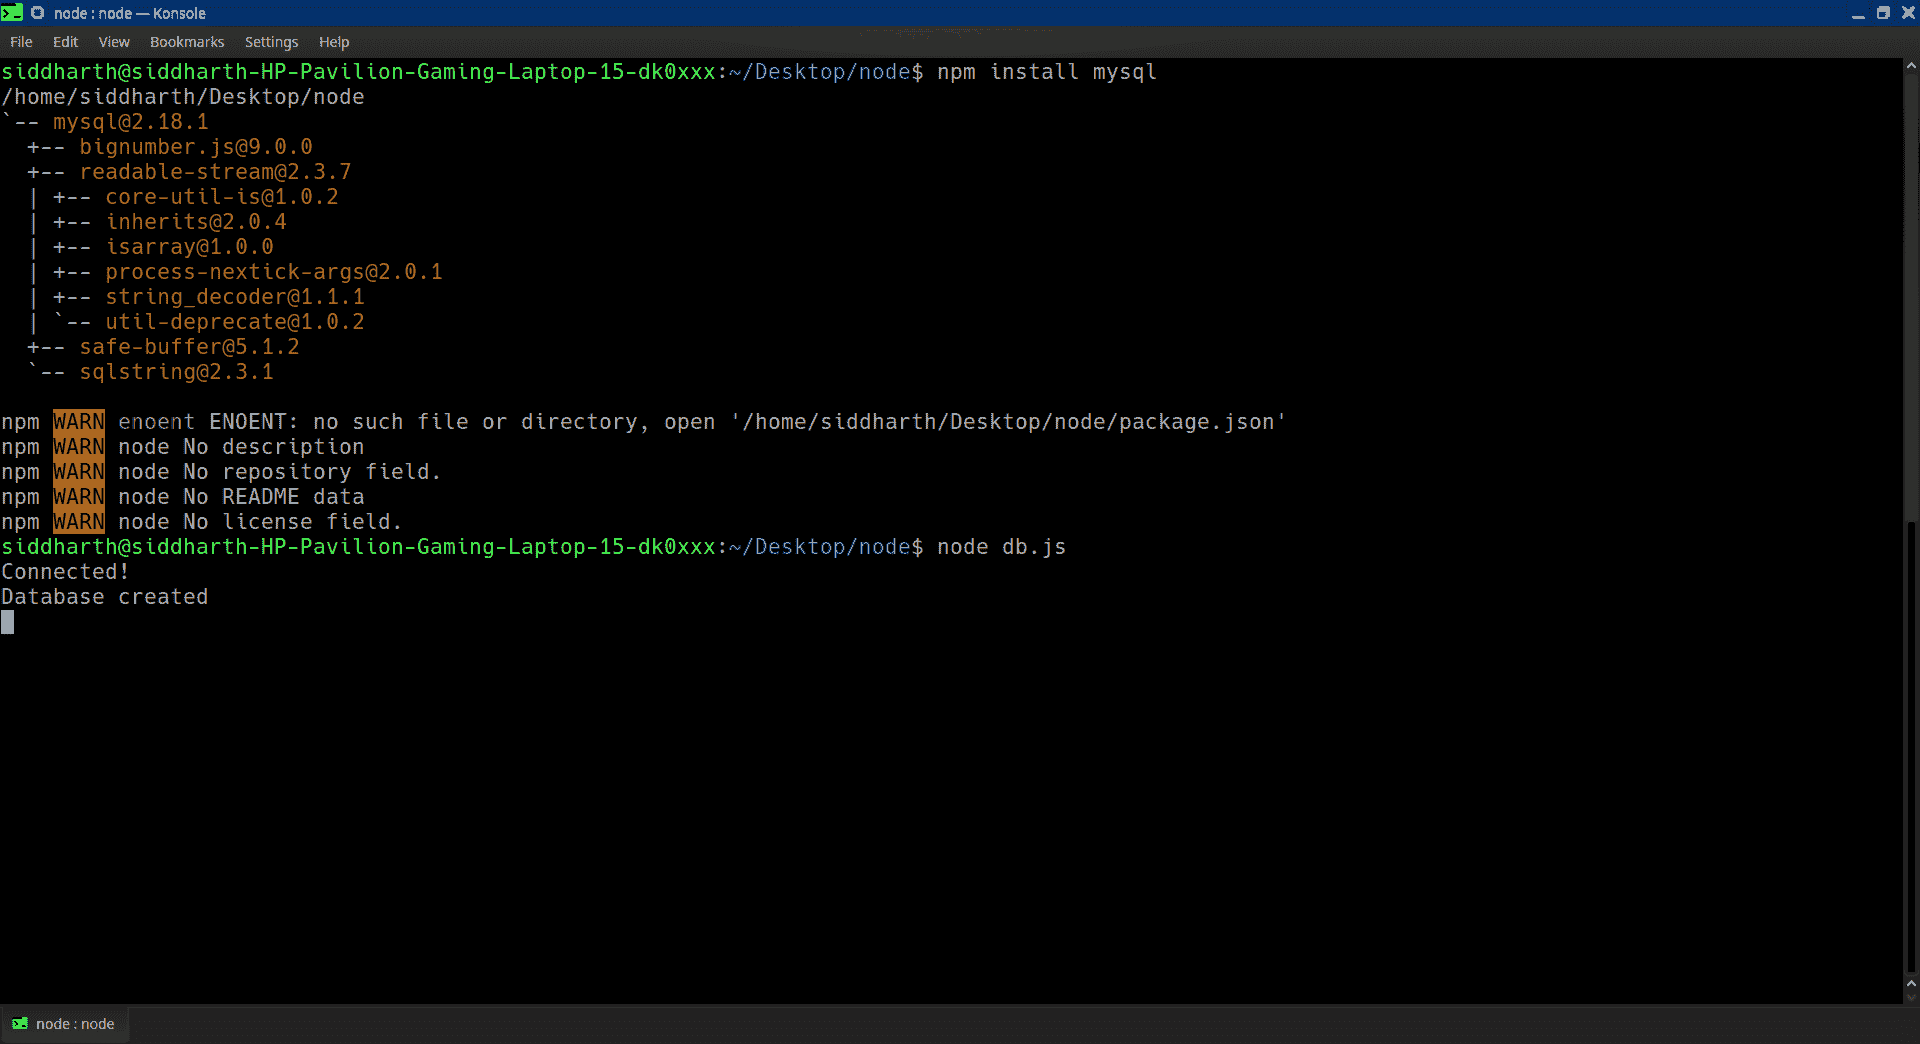 node : node — Konsole
File Edit View Bookmarks Settings Help
siddharth@siddharth-HP-Pavilion-Gaming-Laptop-15-dk0xxx:~/Desktop/node$ npm install mysql
/home/siddharth/Desktop/node
`-- mysql@2.18.1
  +-- bignumber.js@9.0.0
  +-- readable-stream@2.3.7
  | +-- core-util-is@1.0.2
  | +-- inherits@2.0.4
  | +-- isarray@1.0.0
  | +-- process-nextick-args@2.0.1
  | +-- string_decoder@1.1.1
  | `-- util-deprecate@1.0.2
  +-- safe-buffer@5.1.2
  `-- sqlstring@2.3.1
npm WARN enoent ENOENT: no such file or directory, open '/home/siddharth/Desktop/node/package.json'
npm WARN node No description
npm WARN node No repository field.
npm WARN node No README data
npm WARN node No license field.
siddharth@siddharth-HP-Pavilion-Gaming-Laptop-15-dk0xxx:~/Desktop/node$ node db.js
Connected!
Database created
node : node